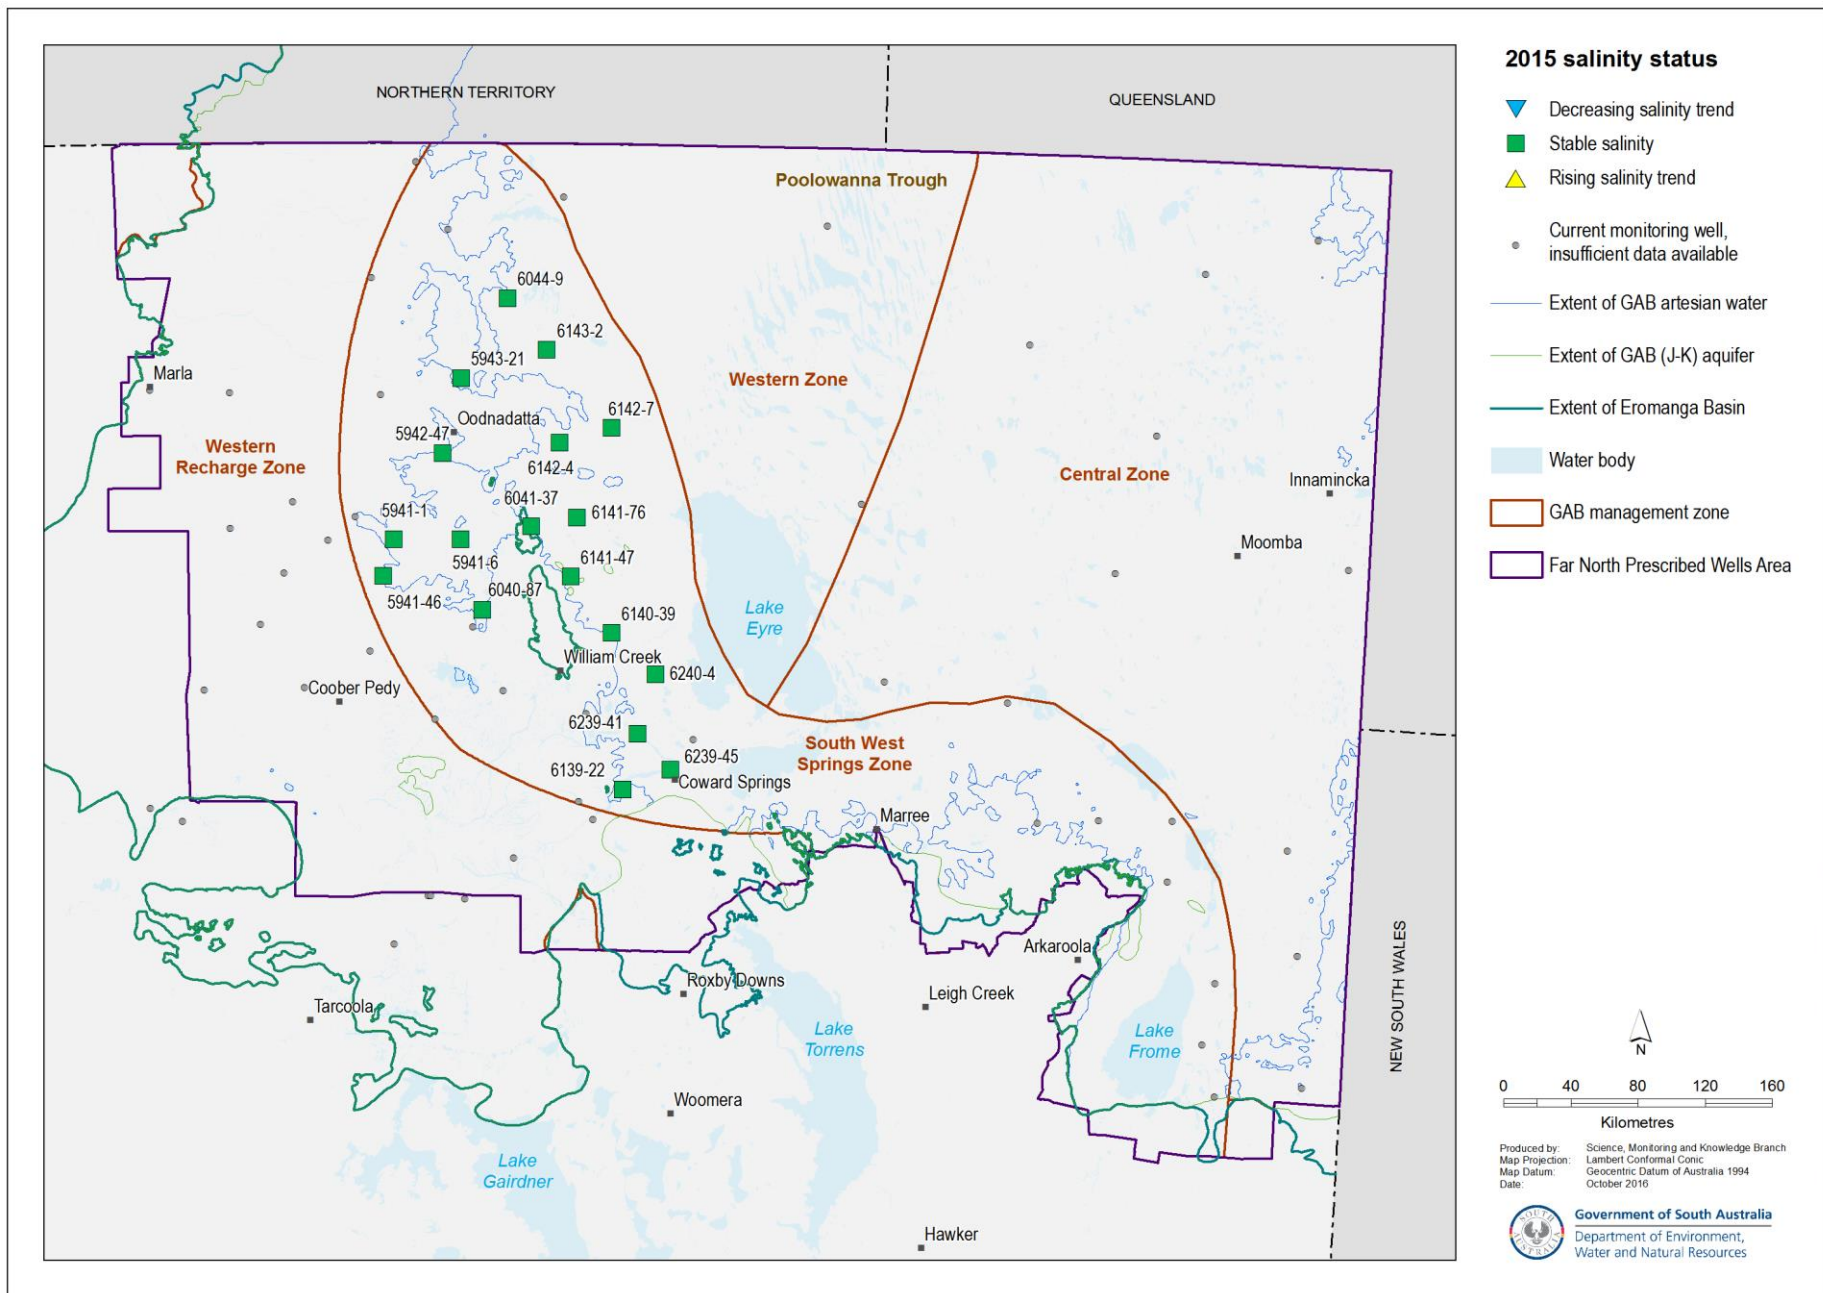 NORTHERN TERRITORY
QUEENSLAND
Poolowanna Trough
6044-9
6143-2
5943-21
Marla
Western Zone
6142-7
Oodnadatta
5942-47
6142-4
Western
Recharge Zone
Central Zone
Innamincka
6041-37
5941-1
6141-76
Moomba
5941-6
6141-47
6040-87
5941-46
6140-39
Lake
Eyre
William Creek
6240-4
Coober Pedy
6239-41
South West
Springs Zone
6239-45
6139-22
Coward Springs
Marree
Arkaroola
Roxby Downs
Leigh Creek
Tarcoola
Lake
Torrens
Lake
Frome
NEW SOUTH WALES
Woomera
Lake
Gairdner
Hawker
2015 salinity status
Decreasing salinity trend
Stable salinity
Rising salinity trend
Current monitoring well,
insufficient data available
Extent of GAB artesian water
Extent of GAB (J-K) aquifer
Extent of Eromanga Basin
Water body
GAB management zone
Far North Prescribed Wells Area
N
0 40 80 120 160
Kilometres
Produced by: Science, Monitoring and Knowledge Branch
Map Projection: Lambert Conformal Conic
Map Datum: Geocentric Datum of Australia 1994
Date: October 2016
SOUTH AUSTRALIA
Government of South Australia
Department of Environment,
Water and Natural Resources